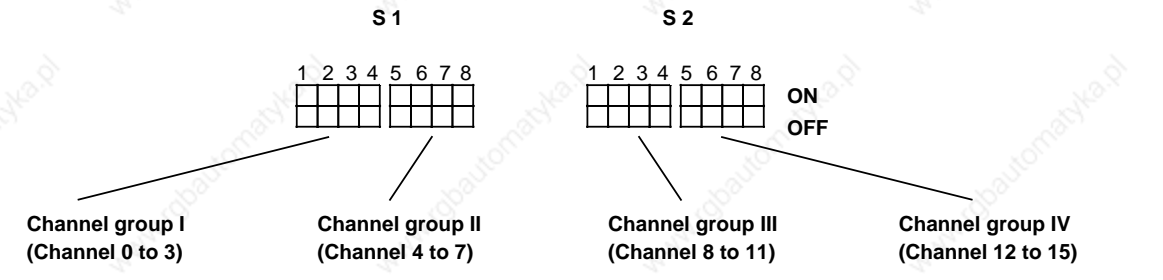 S 1 S 2
1 2 3 4 5 6 7 8 1 2 3 4 5 6 7 8
ON
OFF
Channel group I Channel group II Channel group III Channel group IV
(Channel 0 to 3) (Channel 4 to 7) (Channel 8 to 11) (Channel 12 to 15)